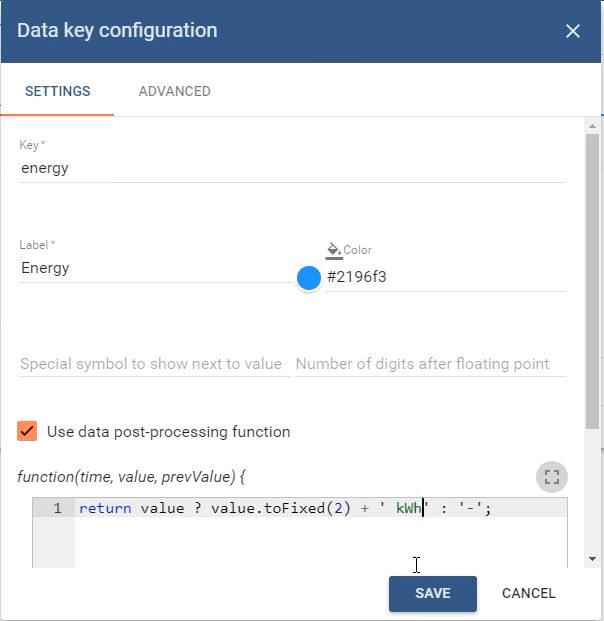 Data key configuration
SETTINGS ADVANCED
Key *
energy
Label *
Color
Energy
#2196f3
Special symbol to show next to value Number of digits after floating point
Use data post-processing function
function(time, value, prevValue) {
1 return value ? value.toFixed(2) + ' kWh' : '-';
SAVE CANCEL